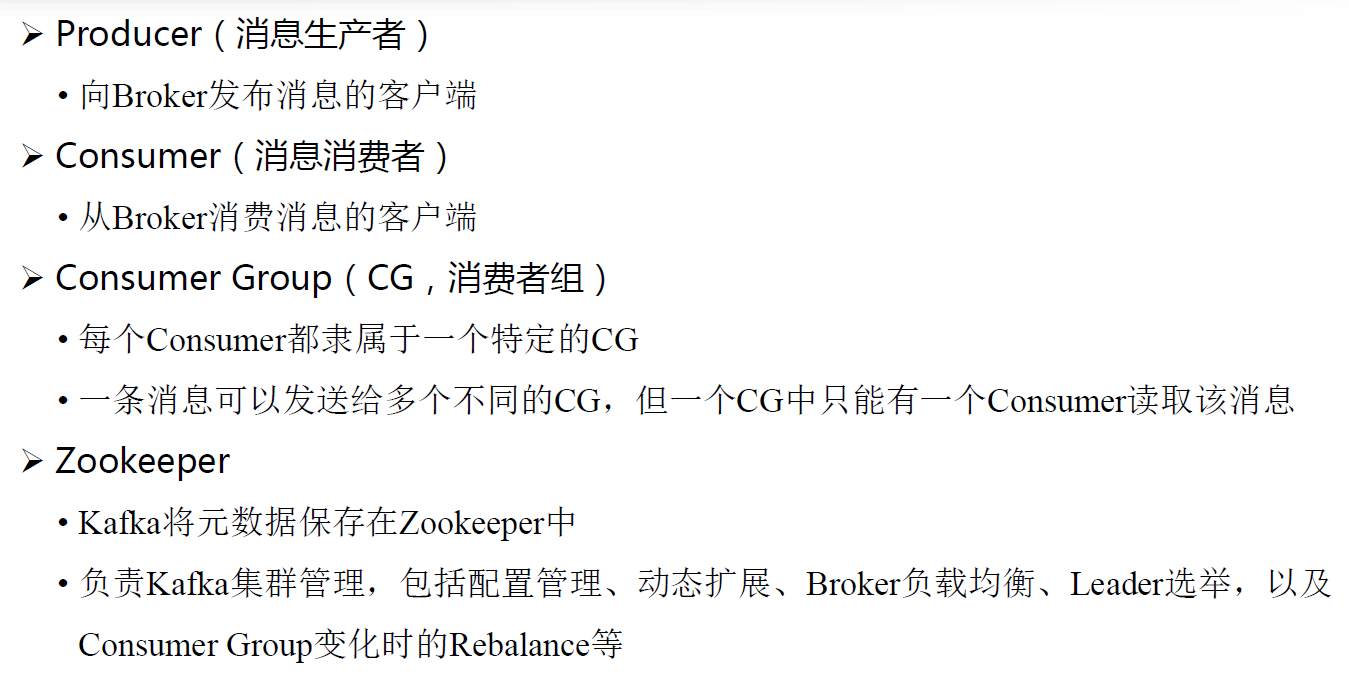 ➢ Producer（消息生产者）
• 向Broker发布消息的客户端
➢ Consumer（消息消费者）
• 从Broker消费消息的客户端
➢ Consumer Group（CG，消费者组）
• 每个Consumer都隶属于一个特定的CG
• 一条消息可以发送给多个不同的CG，但一个CG中只能有一个Consumer读取该消息
➢ Zookeeper
• Kafka将元数据保存在Zookeeper中
• 负责Kafka集群管理，包括配置管理、动态扩展、Broker负载均衡、Leader选举，以及
Consumer Group变化时的Rebalance等